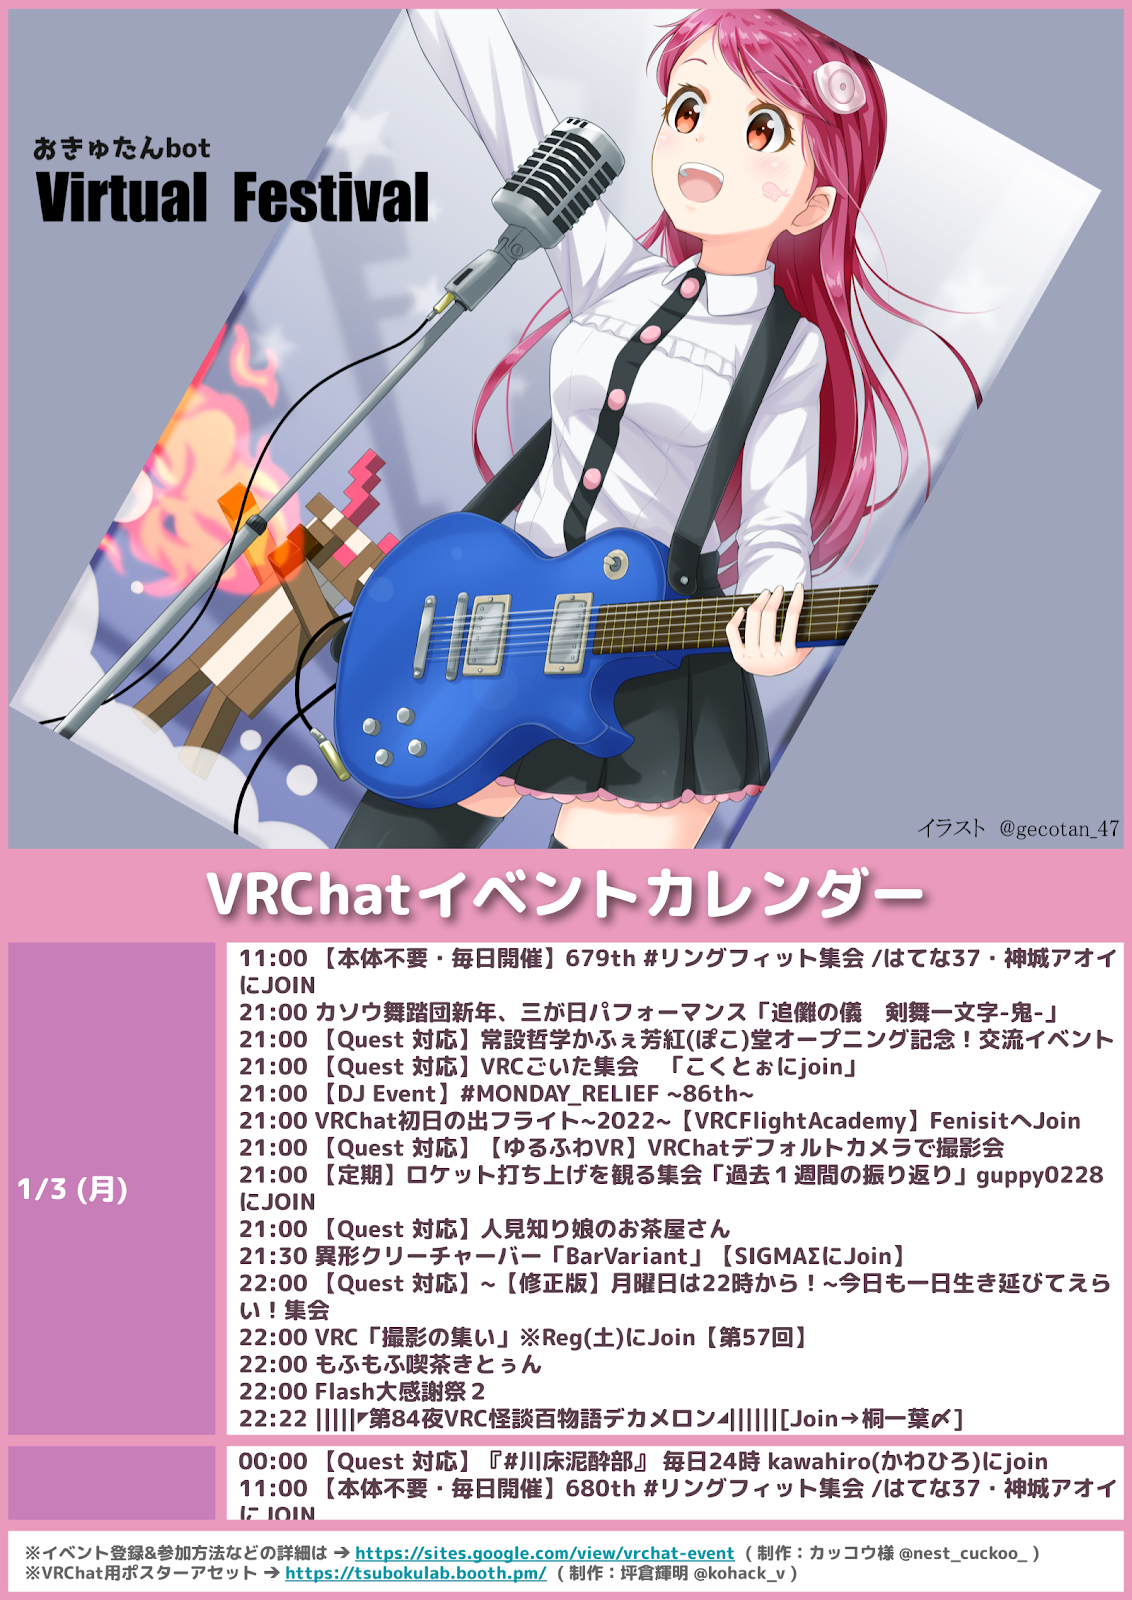 おきゅたんbot
Virtual Festival
イラスト @gecotan_47
VRChatイベントカレンダー
1/3 (月)
11:00 【本体不要・毎日開催】679th #リングフィット集会 /はてな37・神城アオイ
にJOIN
21:00 カソウ舞踏団新年、三が日パフォーマンス「追儺の儀　剣舞一文字-鬼-」
21:00 【Quest 対応】常設哲学かふぇ芳紅(ぽこ)堂オープニング記念！交流イベント
21:00 【Quest 対応】VRCごいた集会　「こくとぉにjoin」
21:00 【DJ Event】#MONDAY_RELIEF ~86th~
21:00 VRChat初日の出フライト~2022~【VRCFlightAcademy】FenisitへJoin
21:00 【Quest 対応】【ゆるふわVR】VRChatデフォルトカメラで撮影会
21:00 【定期】ロケット打ち上げを観る集会「過去１週間の振り返り」guppy0228
にJOIN
21:00 【Quest 対応】人見知り娘のお茶屋さん
21:30 異形クリーチャーバー「BarVariant」【SIGMAΣにJoin】
22:00 【Quest 対応】~【修正版】月曜日は22時から！~今日も一日生き延びてえら
い！集会
22:00 VRC「撮影の集い」※Reg(土)にJoin【第57回】
22:00 もふもふ喫茶きとぅん
22:00 Flash大感謝祭２
22:22 |||||◤第84夜VRC怪談百物語デカメロン◢||||||[Join→桐一葉〆]
00:00 【Quest 対応】『#川床泥酔部』 毎日24時 kawahiro(かわひろ)にjoin
11:00 【本体不要・毎日開催】680th #リングフィット集会 /はてな37・神城アオイ
にJOIN
※イベント登録&参加方法などの詳細は → https://sites.google.com/view/vrchat-event ( 制作：カッコウ様 @nest_cuckoo_ )
※VRChat用ポスターアセット → https://tsubokulab.booth.pm/ ( 制作：坪倉輝明 @kohack_v )